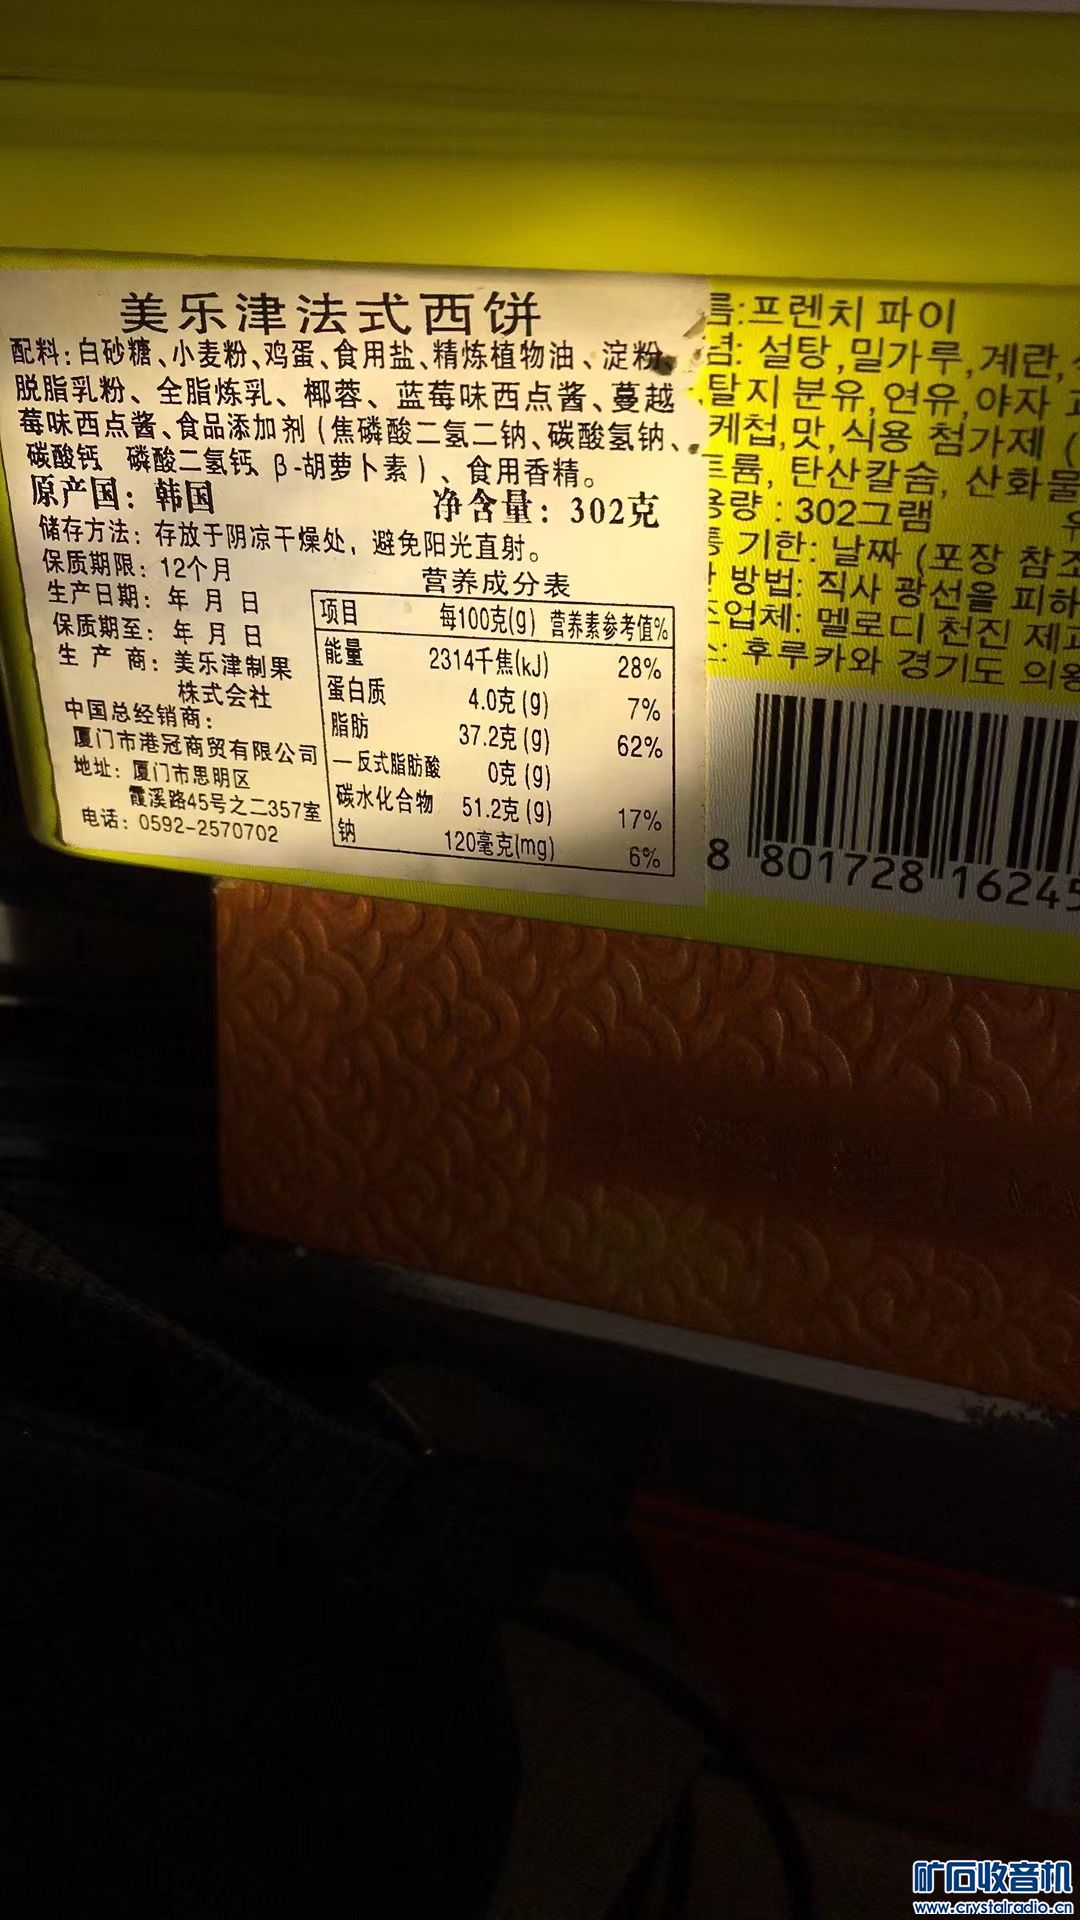 美乐津法式西饼
配料:白砂糖、小麦粉、鸡蛋、食用盐、精炼植物油、淀粉、
脱脂乳粉、全脂炼乳、椰蓉、蓝莓味西点酱、蔓越
莓味西点酱、食品添加剂(焦磷酸二氢二钠、碳酸氢钠、
碳酸钙 磷酸二氢钙、β-胡萝卜素)、食用香精。
原产国:韩国 净含量:302克
储存方法:存放于阴凉干燥处,避免阳光直射。
保质期限:12个月
生产日期: 年 月 日
保质期至: 年 月 日
生 产 商:美乐津制果
株式会社
中国总经销商:
厦门市港冠商贸有限公司
地址:厦门市思明区
霞溪路45号之二357室
电话:0592-2570702
营养成分表
项目 每100克(g) 营养素参考值%
能量 2314千焦(kJ) 28%
蛋白质 4.0克(g) 7%
脂肪 37.2克(g) 62%
—反式脂肪酸 0克(g)
碳水化合物 51.2克(g) 17%
钠 120毫克(mg) 6%
름:프렌치 파이
설탕,밀가루,계란,
탈지 분유,연유,야자
케첩,맛, 식용 첨가제 (
트륨, 탄산칼슘, 산화물
용량 : 302그램
통 기한: 날짜 (포장 참조
방법: 직사 광선을 피하
조업체: 멜로디 천진 제과
후루카와 경기도 의왕
8 801728 16245
矿石收音机
www.crystalradio.cn